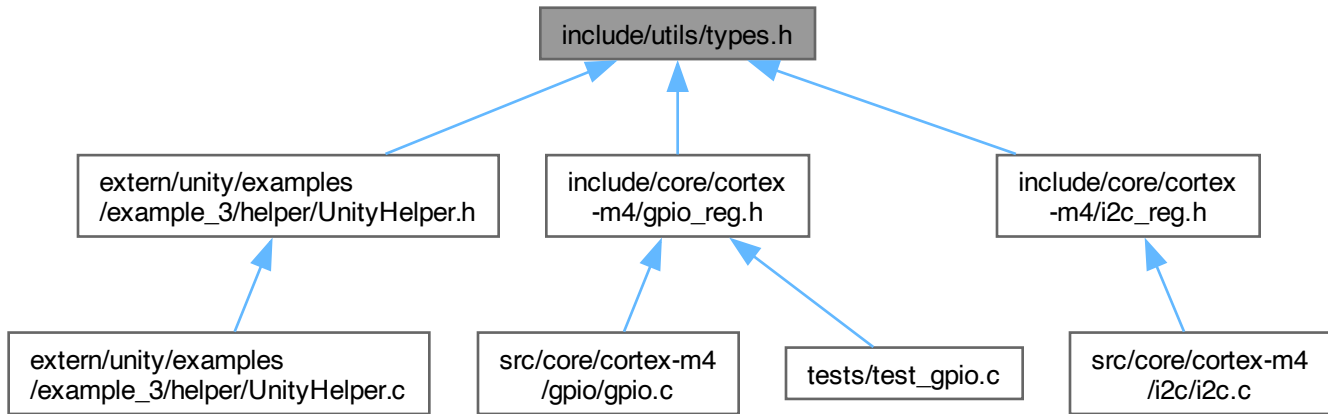 include/utils/types.h
extern/unity/examples
/example_3/helper/UnityHelper.h
include/core/cortex
-m4/gpio_reg.h
include/core/cortex
-m4/i2c_reg.h
extern/unity/examples
/example_3/helper/UnityHelper.c
src/core/cortex-m4
/gpio/gpio.c
tests/test_gpio.c
src/core/cortex-m4
/i2c/i2c.c